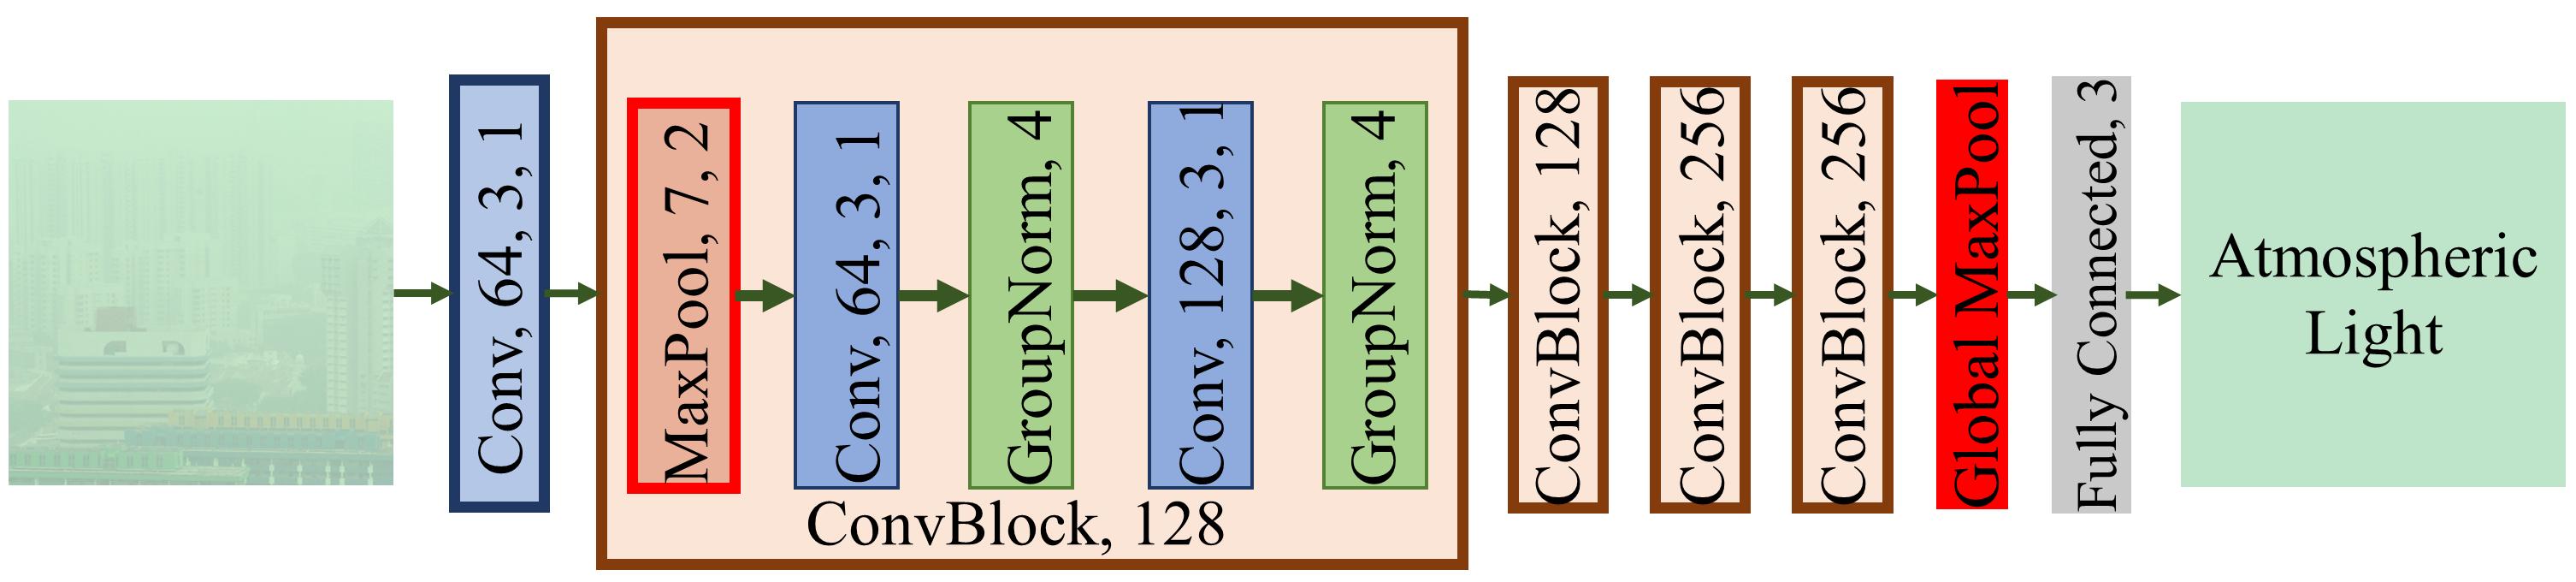 Conv, 64, 3, 1
MaxPool, 7, 2
Conv, 64, 3, 1
GroupNorm, 4
Conv, 128, 3, 1
GroupNorm, 4
ConvBlock, 128
ConvBlock, 128
ConvBlock, 256
ConvBlock, 256
Global MaxPool
Fully Connected, 3
Atmospheric
Light